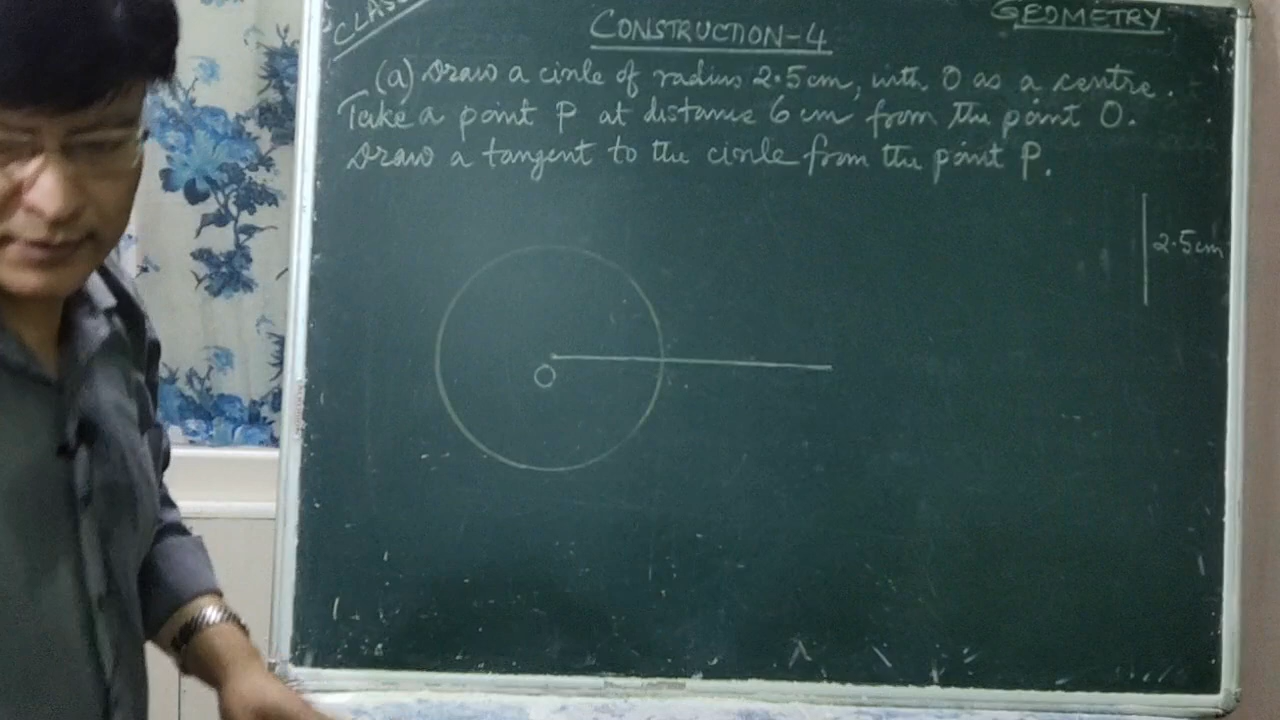 CLASS
CONSTRUCTION-4
GEOMETRY
(a) Draw a circle of radius 2.5cm, with O as a centre.
Take a point P at distance 6 cm from the point O.
Draw a tangent to the circle from the point P.
2.5cm
O